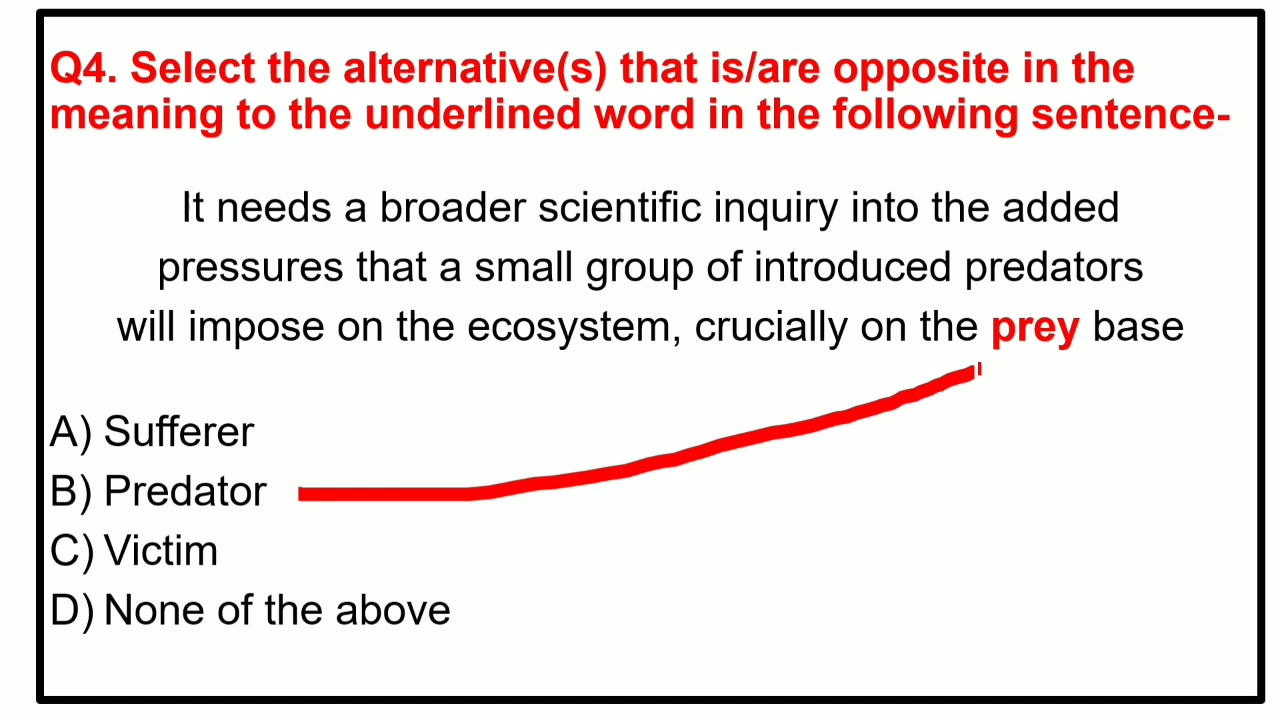 Q4. Select the alternative(s) that is/are opposite in the
meaning to the underlined word in the following sentence-
It needs a broader scientific inquiry into the added
pressures that a small group of introduced predators
will impose on the ecosystem, crucially on the prey base
A) Sufferer
B) Predator
C) Victim
D) None of the above